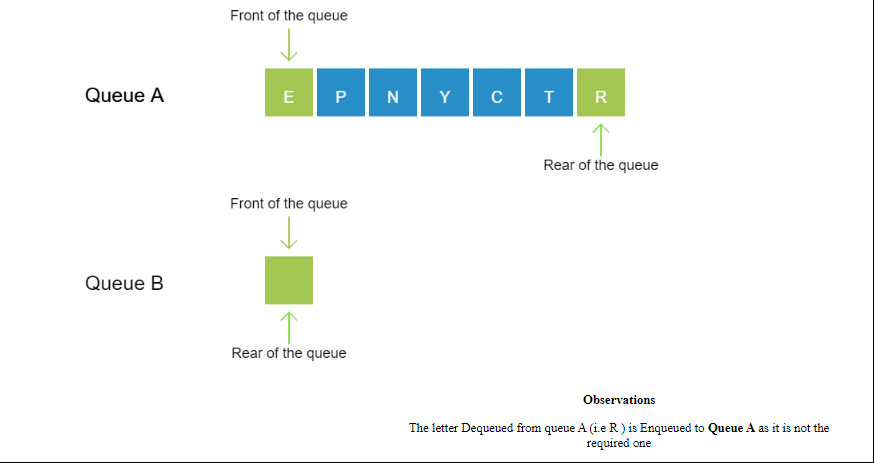 Front of the queue
Queue A
E P N Y C T R
Rear of the queue
Front of the queue
Queue B
Rear of the queue
Observations
The letter Dequeued from queue A (i.e R ) is Enqueued to Queue A as it is not the
required one